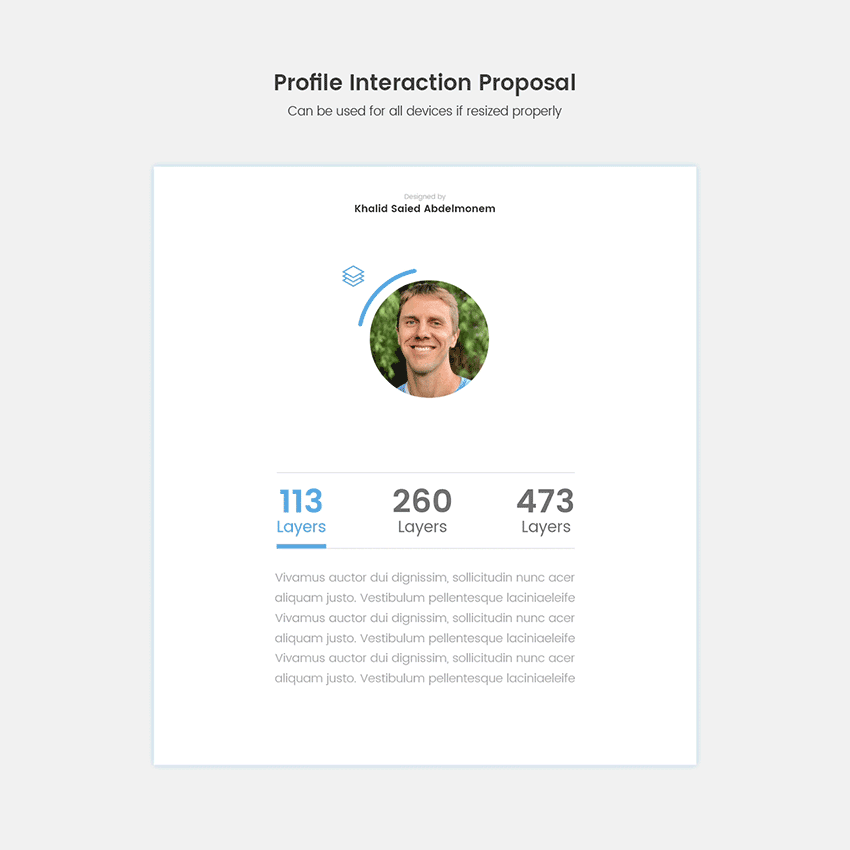 Profile Interaction Proposal
Can be used for all devices if resized properly
Designed by
Khalid Saied Abdelmonem
113 260 473
Layers Layers Layers
Vivamus auctor dui dignissim, sollicitudin nunc acer
aliquam justo. Vestibulum pellentesque laciniaeleife
Vivamus auctor dui dignissim, sollicitudin nunc acer
aliquam justo. Vestibulum pellentesque laciniaeleife
Vivamus auctor dui dignissim, sollicitudin nunc acer
aliquam justo. Vestibulum pellentesque laciniaeleife